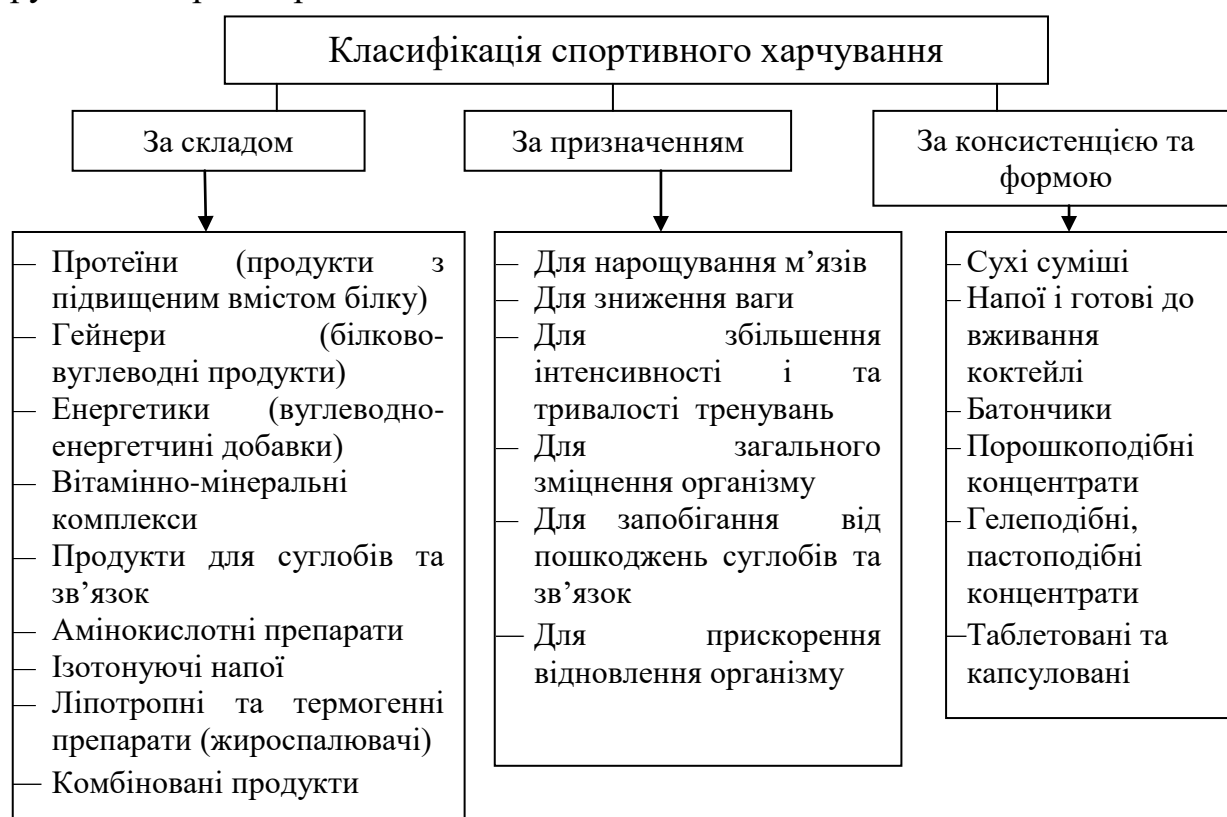 Класифікація спортивного харчування
За складом
За призначенням
За консистенцією та
формою
— Протеїни (продукти з
підвищеним вмістом білку)
— Гейнери (білково-
вуглеводні продукти)
— Енергетики (вуглеводно-
енергетчині добавки)
— Вітамінно-мінеральні
комплекси
— Продукти для суглобів та
зв’язок
— Амінокислотні препарати
— Ізотонуючі напої
— Ліпотропні та термогенні
препарати (жироспалювачі)
— Комбіновані продукти
— Для нарощування м’язів
— Для зниження ваги
— Для збільшення
інтенсивності і та
тривалості тренувань
— Для загального
зміцнення організму
— Для запобігання від
пошкоджень суглобів та
зв’язок
— Для прискорення
відновлення організму
— Сухі суміші
— Напої і готові до
вживання
коктейлі
— Батончики
— Порошкоподібні
концентрати
— Гелеподібні,
пастоподібні
концентрати
— Таблетовані та
капсуловані